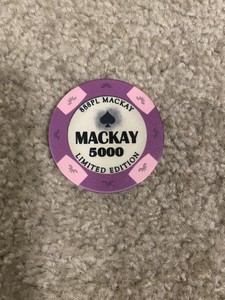 888PL MACKAY
MACKAY
5000
LIMITED EDITION